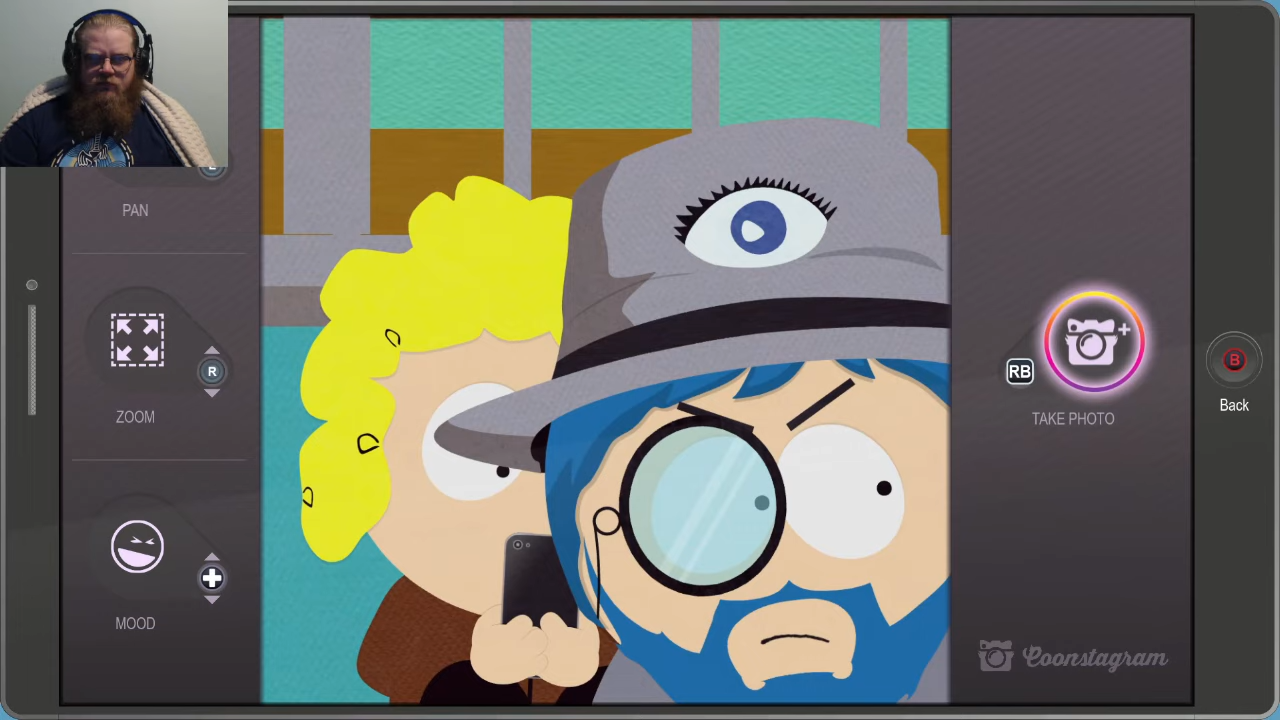 L
PAN
R
ZOOM
MOOD
RB
TAKE PHOTO
B
Back
Coonstagram